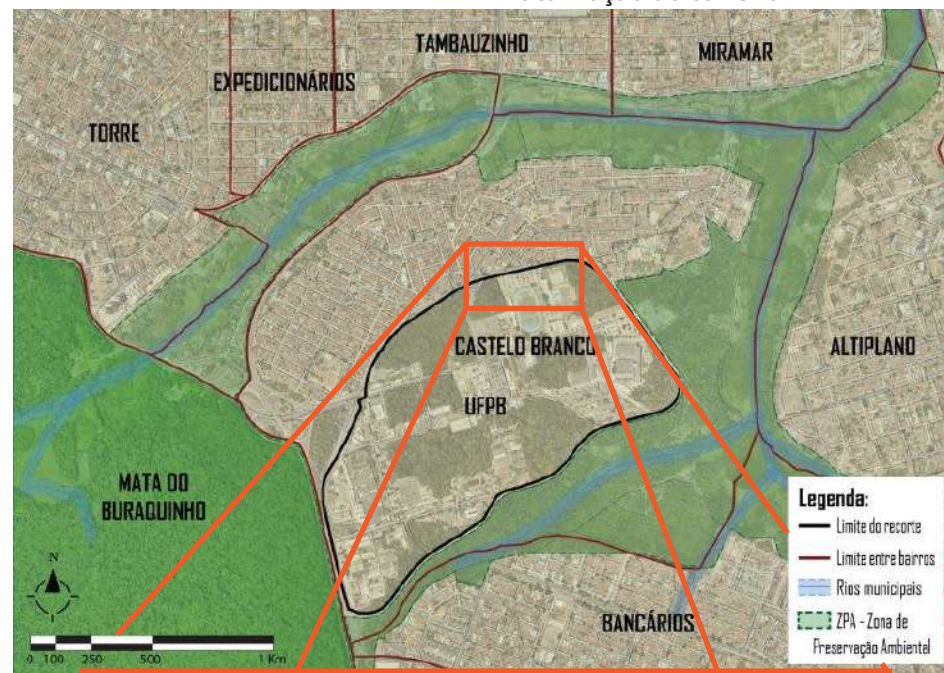 TAMBAUZINHO
MIRAMAR
EXPEDICIONÁRIOS
TORRE
CASTELO BRANCO
ALTIPLANO
UFPB
MATA DO
BURAQUINHO
BANCÁRIOS
N
0 100 250 500 1 Km
Legenda:
Limite do recorte
Limite entre bairros
Rios municipais
ZPA - Zona de
Preservação Ambiental